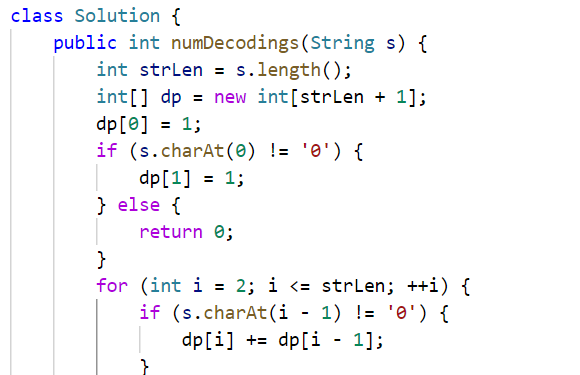 class Solution {
    public int numDecodings(String s) {
        int strLen = s.length();
        int[] dp = new int[strLen + 1];
        dp[0] = 1;
        if (s.charAt(0) != '0') {
            dp[1] = 1;
        } else {
            return 0;
        }
        for (int i = 2; i <= strLen; ++i) {
            if (s.charAt(i - 1) != '0') {
                dp[i] += dp[i - 1];
            }